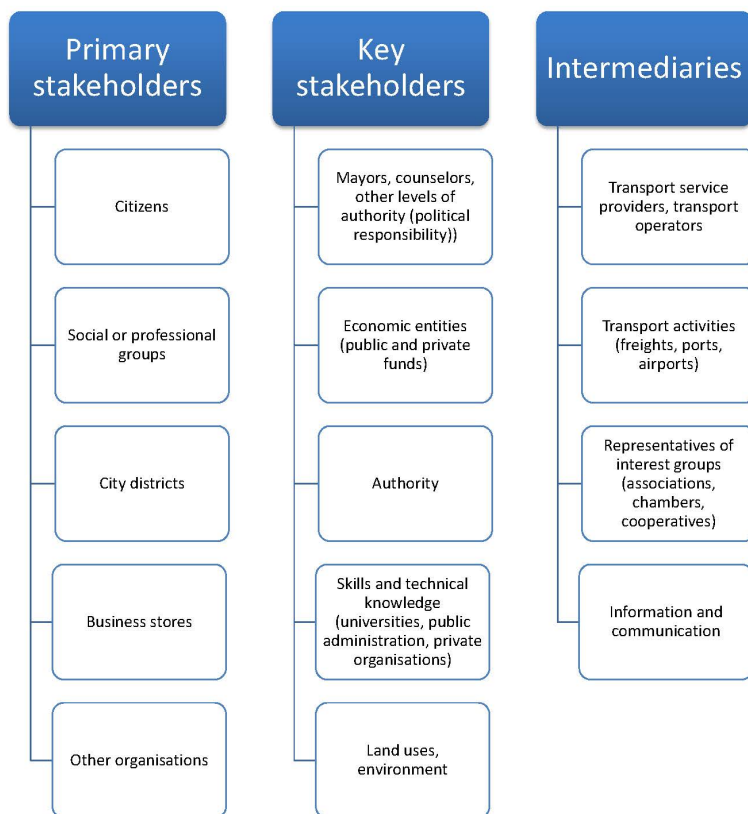 Primary
stakeholders
Citizens
Social or professional
groups
City districts
Business stores
Other organisations
Key
stakeholders
Mayors, counselors,
other levels of
authority (political
responsibility))
Economic entities
(public and private
funds)
Authority
Skills and technical
knowledge
(universities, public
administration, private
organisations)
Land uses,
environment
Intermediaries
Transport service
providers, transport
operators
Transport activities
(freights, ports,
airports)
Representatives of
interest groups
(associations,
chambers,
cooperatives)
Information and
communication